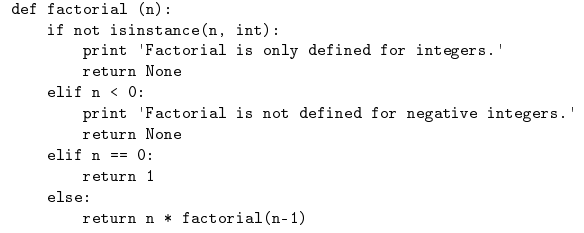 def factorial (n):
    if not isinstance(n, int):
        print 'Factorial is only defined for integers.'
        return None
    elif n < 0:
        print 'Factorial is not defined for negative integers.'
        return None
    elif n == 0:
        return 1
    else:
        return n * factorial(n-1)